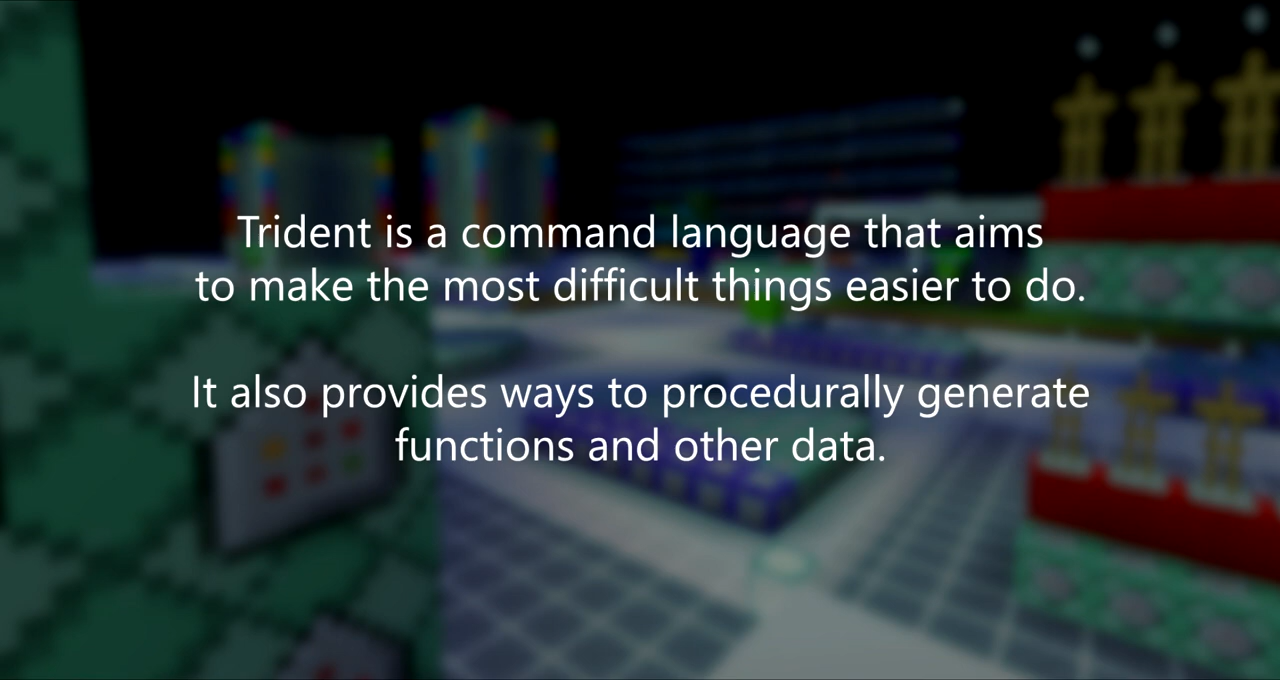 Trident is a command language that aims
to make the most difficult things easier to do.
It also provides ways to procedurally generate
functions and other data.